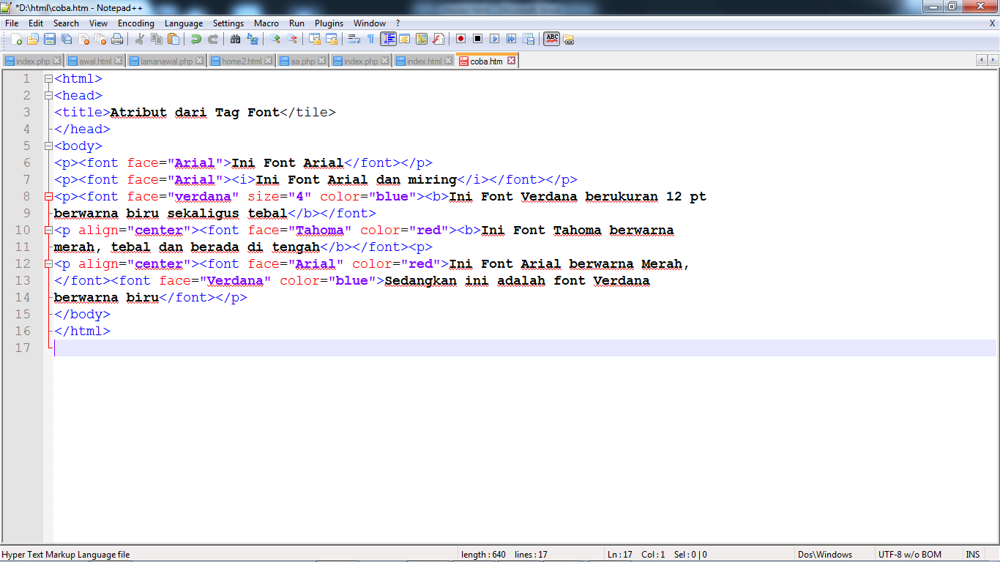 *D:\html\coba.htm - Notepad++
File Edit Search View Encoding Language Settings Macro Run Plugins Window ? X
ABC
index.php awal.html lamanawal.php home2.html aa.php index.php index.html coba.htm
1 <html>
2 <head>
3 <title>Atribut dari Tag Font</tile>
4 </head>
5 <body>
6 <p><font face="Arial">Ini Font Arial</font></p>
7 <p><font face="Arial"><i>Ini Font Arial dan miring</i></font></p>
8 <p><font face="verdana" size="4" color="blue"><b>Ini Font Verdana berukuran 12 pt
9 berwarna biru sekaligus tebal</b></font>
10 <p align="center"><font face="Tahoma" color="red"><b>Ini Font Tahoma berwarna
11 merah, tebal dan berada di tengah</b></font><p>
12 <p align="center"><font face="Arial" color="red">Ini Font Arial berwarna Merah,
13 </font><font face="Verdana" color="blue">Sedangkan ini adalah font Verdana
14 berwarna biru</font></p>
15 </body>
16 </html>
17
Hyper Text Markup Language file length : 640 lines : 17 Ln : 17 Col : 1 Sel : 0 | 0 Dos\Windows UTF-8 w/o BOM INS